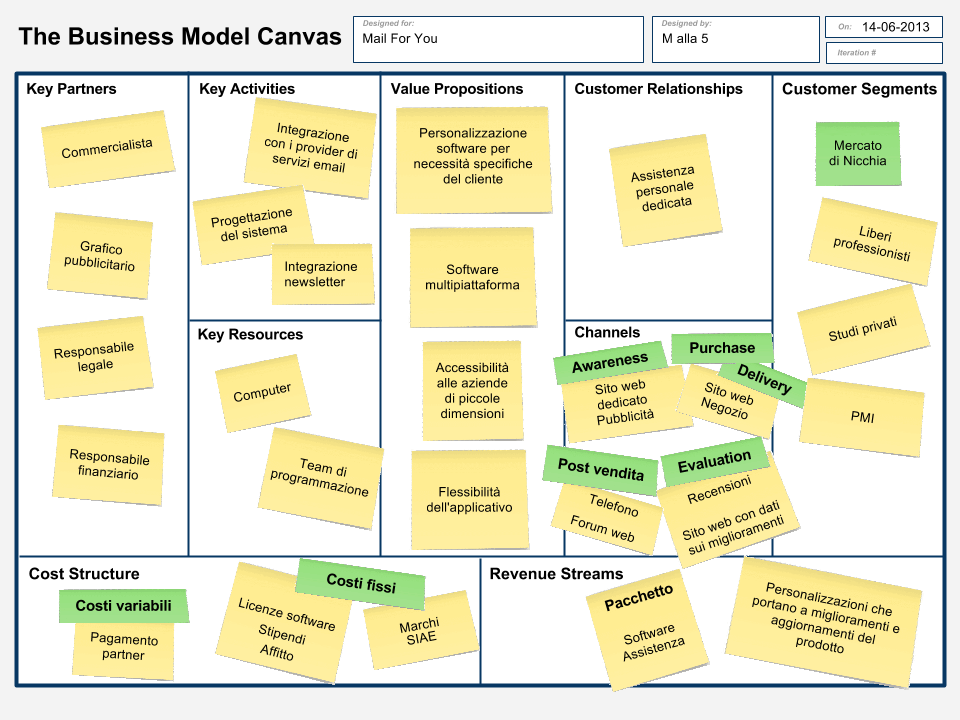 The Business Model Canvas
Designed for:
Mail For You
Designed by:
M alla 5
On:
14-06-2013
Iteration #
Key Partners
Commercialista
Grafico
pubblicitario
Responsabile
legale
Responsabile
finanziario
Key Activities
Integrazione
con i provider di
servizi email
Progettazione
del sistema
Integrazione
newsletter
Key Resources
Computer
Team di
programmazione
Value Propositions
Personalizzazione
software per
necessità specifiche
del cliente
Software
multipiattaforma
Accessibilità
alle aziende
di piccole
dimensioni
Flessibilità
dell'applicativo
Customer Relationships
Assistenza
personale
dedicata
Channels
Awareness
Sito web
dedicato
Pubblicità
Purchase
Delivery
Sito web
Negozio
Post vendita
Telefono
Forum web
Evaluation
Recensioni
Sito web con dati
sui miglioramenti
Customer Segments
Mercato
di Nicchia
Liberi
professionisti
Studi privati
PMI
Cost Structure
Costi variabili
Pagamento
partner
Costi fissi
Licenze software
Stipendi
Affitto
Marchi
SIAE
Revenue Streams
Pacchetto
Software
Assistenza
Personalizzazioni che
portano a miglioramenti e
aggiornamenti del
prodotto